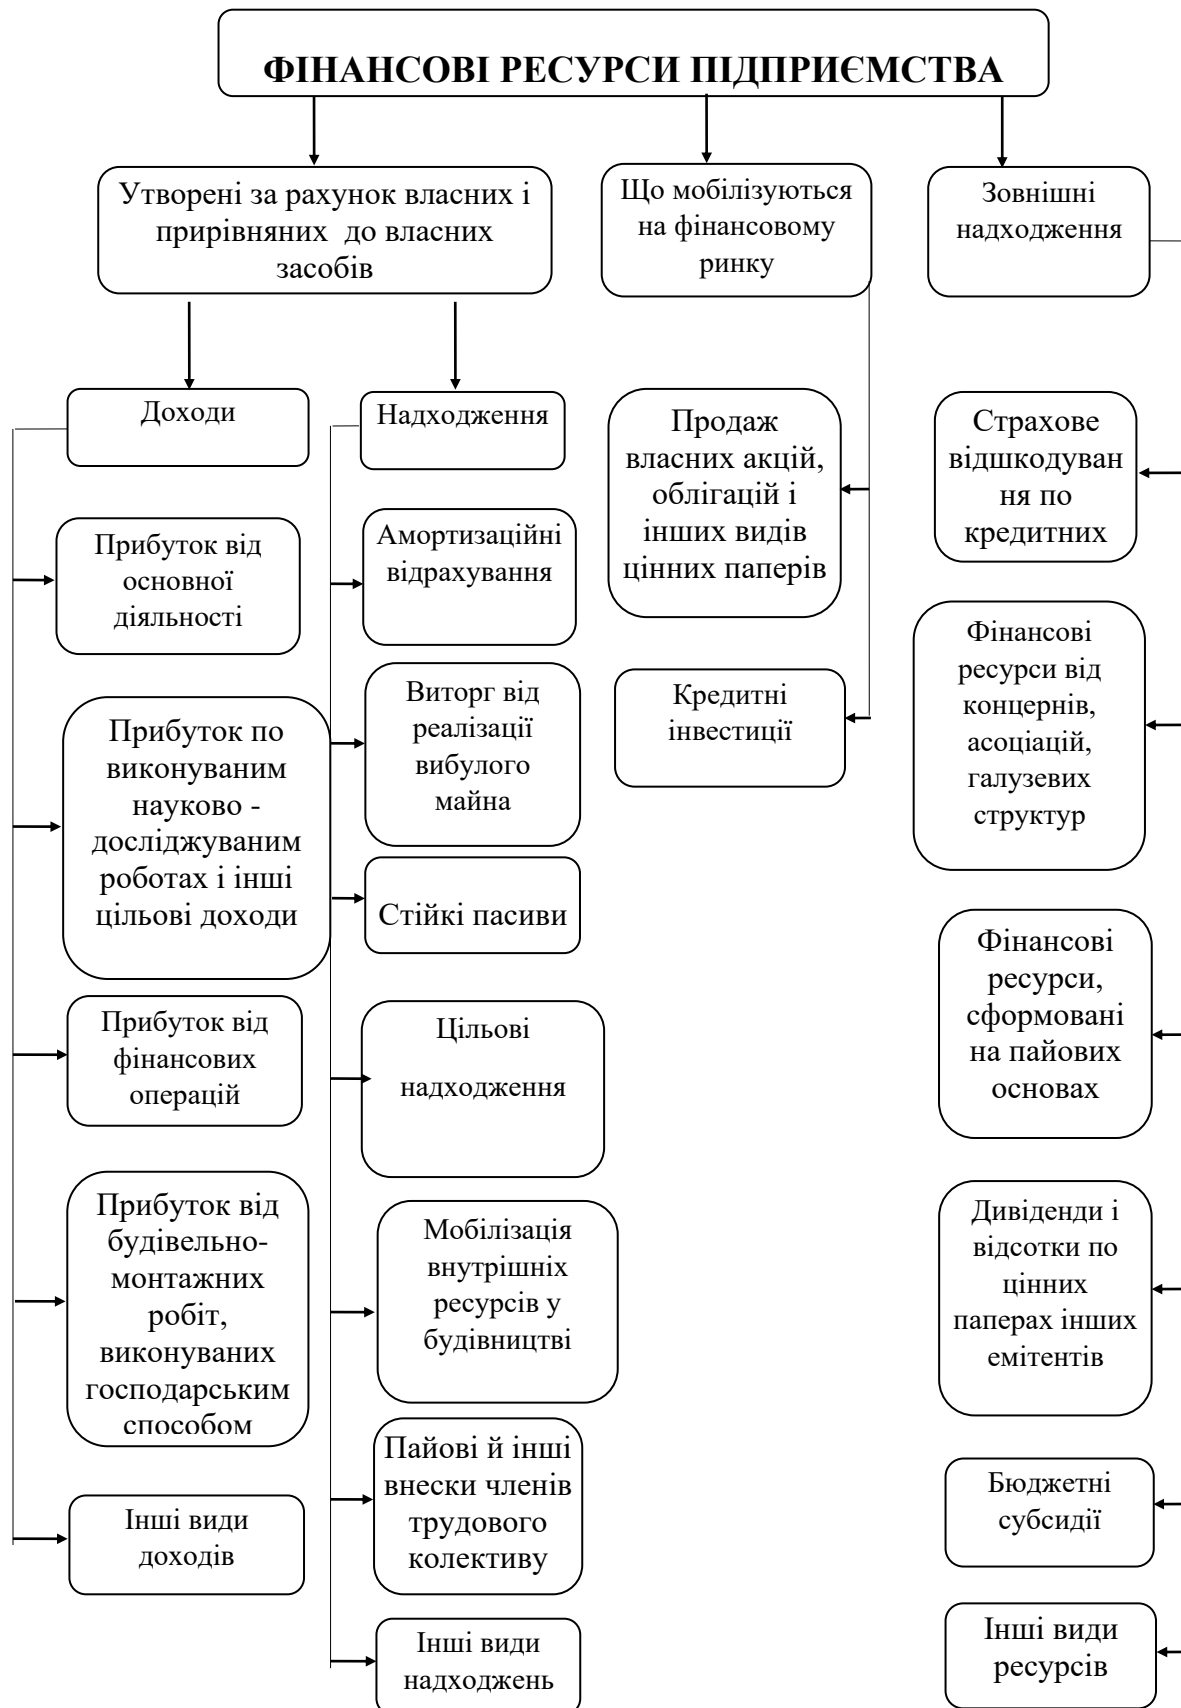 ФІНАНСОВІ РЕСУРСИ ПІДПРИЄМСТВА
Утворені за рахунок власних і
прирівняних до власних
засобів
Що мобілізуються
на фінансовому
ринку
Зовнішні
надходження
Доходи
Прибуток від
основної
діяльності
Прибуток по
виконуваним
науково -
досліджуваним
роботах і інші
цільові доходи
Прибуток від
фінансових
операцій
Прибуток від
будівельно-
монтажних
робіт,
виконуваних
господарським
способом
Інші види
доходів
Надходження
Амортизаційні
відрахування
Виторг від
реалізації
вибулого
майна
Стійкі пасиви
Цільові
надходження
Мобілізація
внутрішніх
ресурсів у
будівництві
Пайові й інші
внески членів
трудового
колективу
Інші види
надходжень
Продаж
власних акцій,
облігацій і
інших видів
цінних паперів
Кредитні
інвестиції
Страхове
відшкодуван
ня по
кредитних
Фінансові
ресурси від
концернів,
асоціацій,
галузевих
структур
Фінансові
ресурси,
сформовані
на пайових
основах
Дивіденди і
відсотки по
цінних
паперах інших
емітентів
Бюджетні
субсидії
Інші види
ресурсів